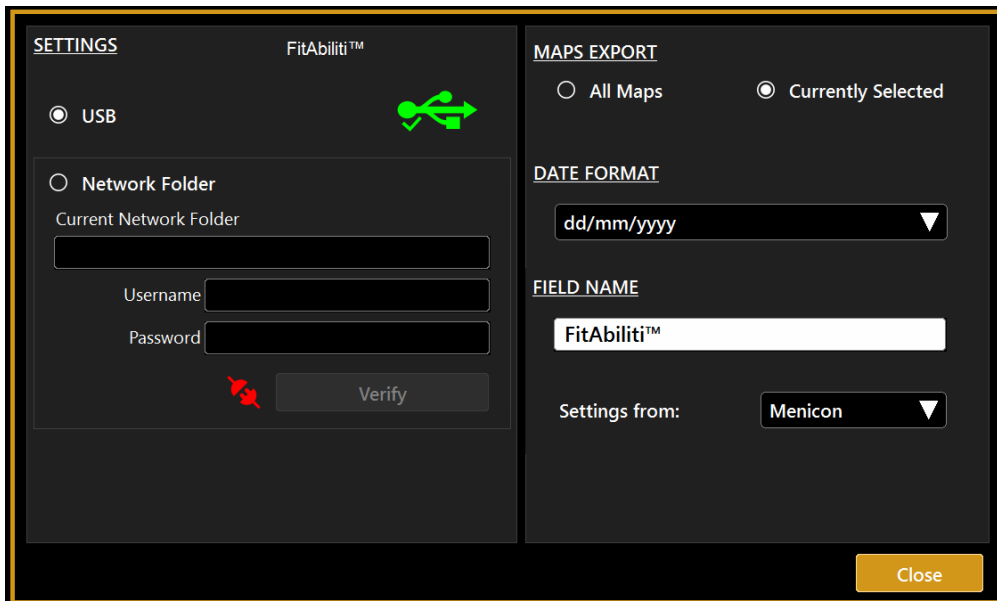 SETTINGS FitAbiliti™
USB
Network Folder
Current Network Folder
Username
Password
Verify
MAPS EXPORT
All Maps Currently Selected
DATE FORMAT
dd/mm/yyyy
FIELD NAME
FitAbiliti™
Settings from: Menicon
Close